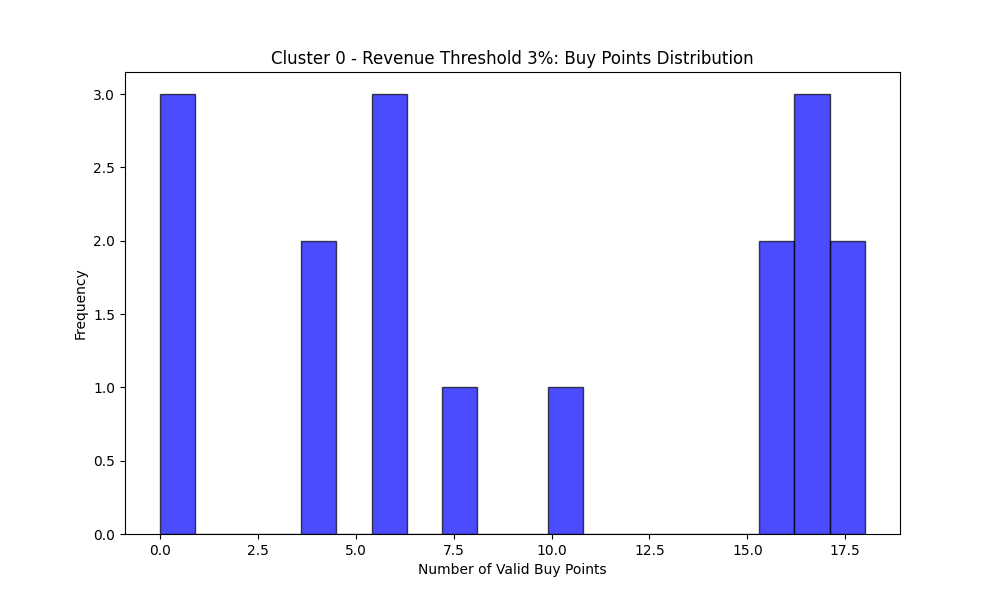 Cluster 0 - Revenue Threshold 3%: Buy Points Distribution
3.0
2.5
2.0
1.5
1.0
0.5
0.0
Frequency
0.0 2.5 5.0 7.5 10.0 12.5 15.0 17.5
Number of Valid Buy Points